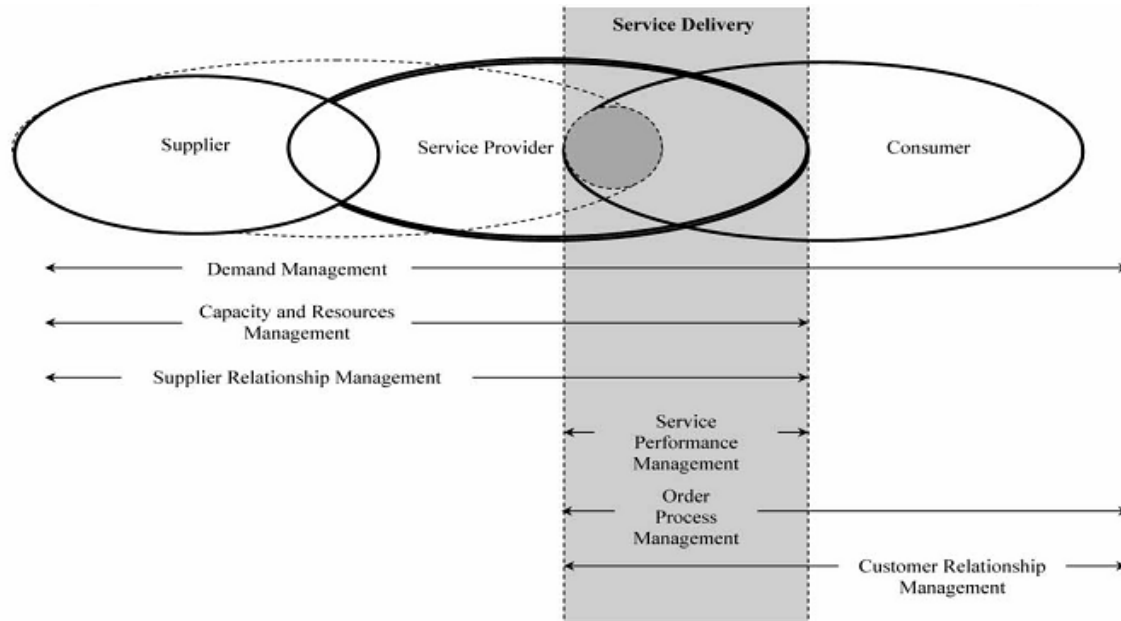 Service Delivery
Supplier
Service Provider
Consumer
Demand Management
Capacity and Resources
Management
Supplier Relationship Management
Service
Performance
Management
Order
Process
Management
Customer Relationship
Management